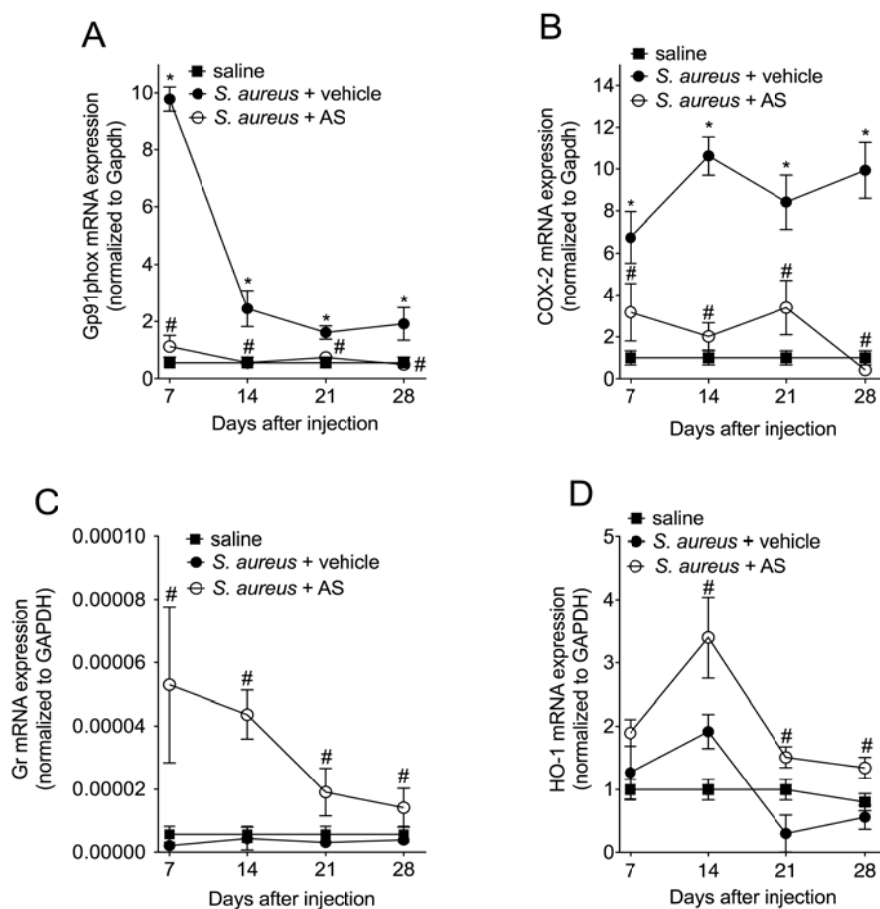 A
saline
S. aureus + vehicle
S. aureus + AS
Gp91phox mRNA expression
(normalized to Gapdh)
10
8
6
4
2
0
* * * *
# # # #
7 14 21 28
Days after injection
B
saline
S. aureus + vehicle
S. aureus + AS
COX-2 mRNA expression
(normalized to Gapdh)
14
12
10
8
6
4
2
0
* * * *
# # # #
7 14 21 28
Days after injection
C
saline
S. aureus + vehicle
S. aureus + AS
Gr mRNA expression
(normalized to GAPDH)
0.00010
0.00008
0.00006
0.00004
0.00002
0.00000
# # # #
7 14 21 28
Days after injection
D
saline
S. aureus + vehicle
S. aureus + AS
HO-1 mRNA expression
(normalized to GAPDH)
5
4
3
2
1
0
# # #
7 14 21 28
Days after injection